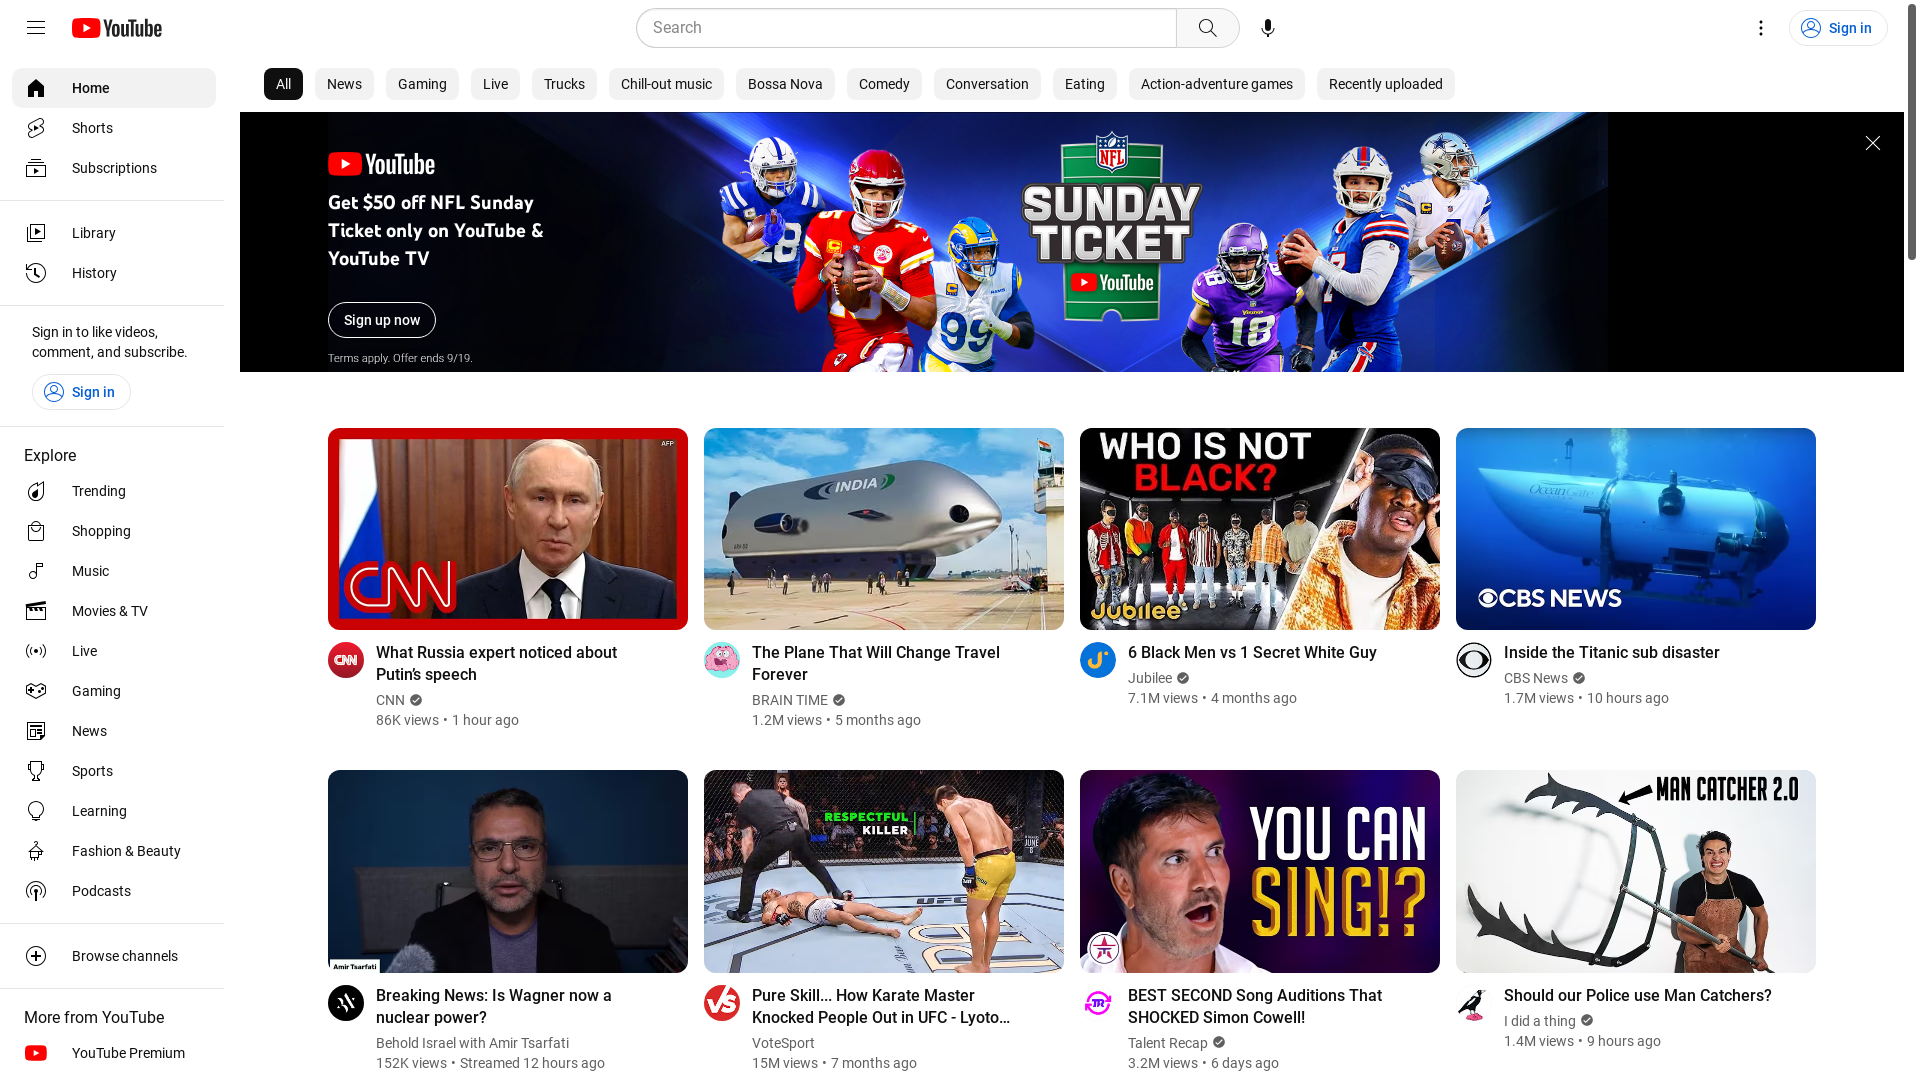 YouTube
Search
Sign in
Home
Shorts
Subscriptions
Library
History
Sign in to like videos,
comment, and subscribe.
Sign in
Explore
Trending
Shopping
Music
Movies & TV
Live
Gaming
News
Sports
Learning
Fashion & Beauty
Podcasts
Browse channels
More from YouTube
YouTube Premium
All
News
Gaming
Live
Trucks
Chill-out music
Bossa Nova
Comedy
Conversation
Eating
Action-adventure games
Recently uploaded
YouTube
Get $50 off NFL Sunday
Ticket only on YouTube &
YouTube TV
Sign up now
Terms apply. Offer ends 9/19.
NFL
SUNDAY
TICKET
YouTube
99
18
AFP
CNN
CNN
What Russia expert noticed about
Putin's speech
CNN
86K views • 1 hour ago
INDIA
The Plane That Will Change Travel
Forever
BRAIN TIME
1.2M views • 5 months ago
WHO IS NOT
BLACK?
Jubilee
6 Black Men vs 1 Secret White Guy
Jubilee
7.1M views • 4 months ago
OceanGate
CBS NEWS
Inside the Titanic sub disaster
CBS News
1.7M views • 10 hours ago
Amir Tsarfati
Breaking News: Is Wagner now a
nuclear power?
Behold Israel with Amir Tsarfati
152K views • Streamed 12 hours ago
RESPECTFUL
KILLER
UFC
VS
Pure Skill... How Karate Master
Knocked People Out in UFC - Lyoto...
VoteSport
15M views • 7 months ago
YOU CAN
SING!?
TR
BEST SECOND Song Auditions That
SHOCKED Simon Cowell!
Talent Recap
3.2M views • 6 days ago
MAN CATCHER 2.0
Should our Police use Man Catchers?
I did a thing
1.4M views • 9 hours ago